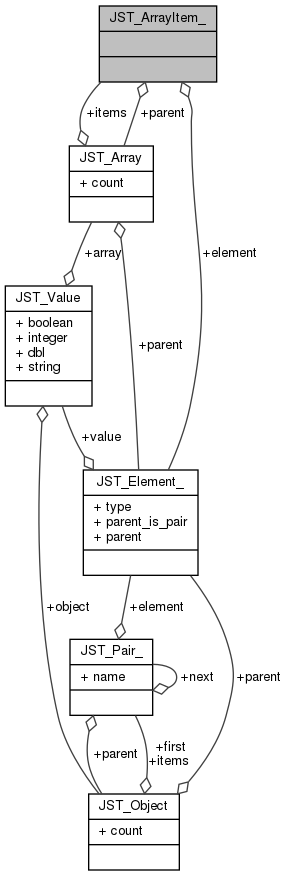 JST_ArrayItem_
+items
+parent
JST_Array
+ count
+array
+element
JST_Value
+ boolean
+ integer
+ dbl
+ string
+parent
+value
JST_Element_
+ type
+ parent_is_pair
+ parent
+object
+element
JST_Pair_
+ name
+next
+parent
+parent
+first
+items
JST_Object
+ count